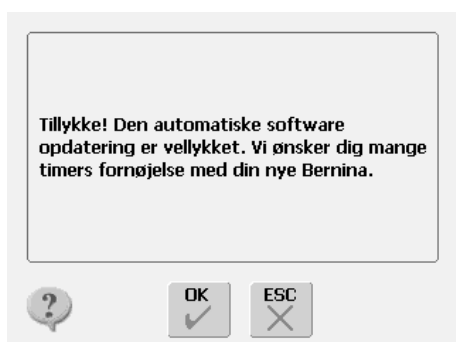 Tillykke! Den automatiske software
opdatering er vellykket. Vi ønsker dig mange
timers fornøjelse med din nye Bernina.
?
OK
ESC